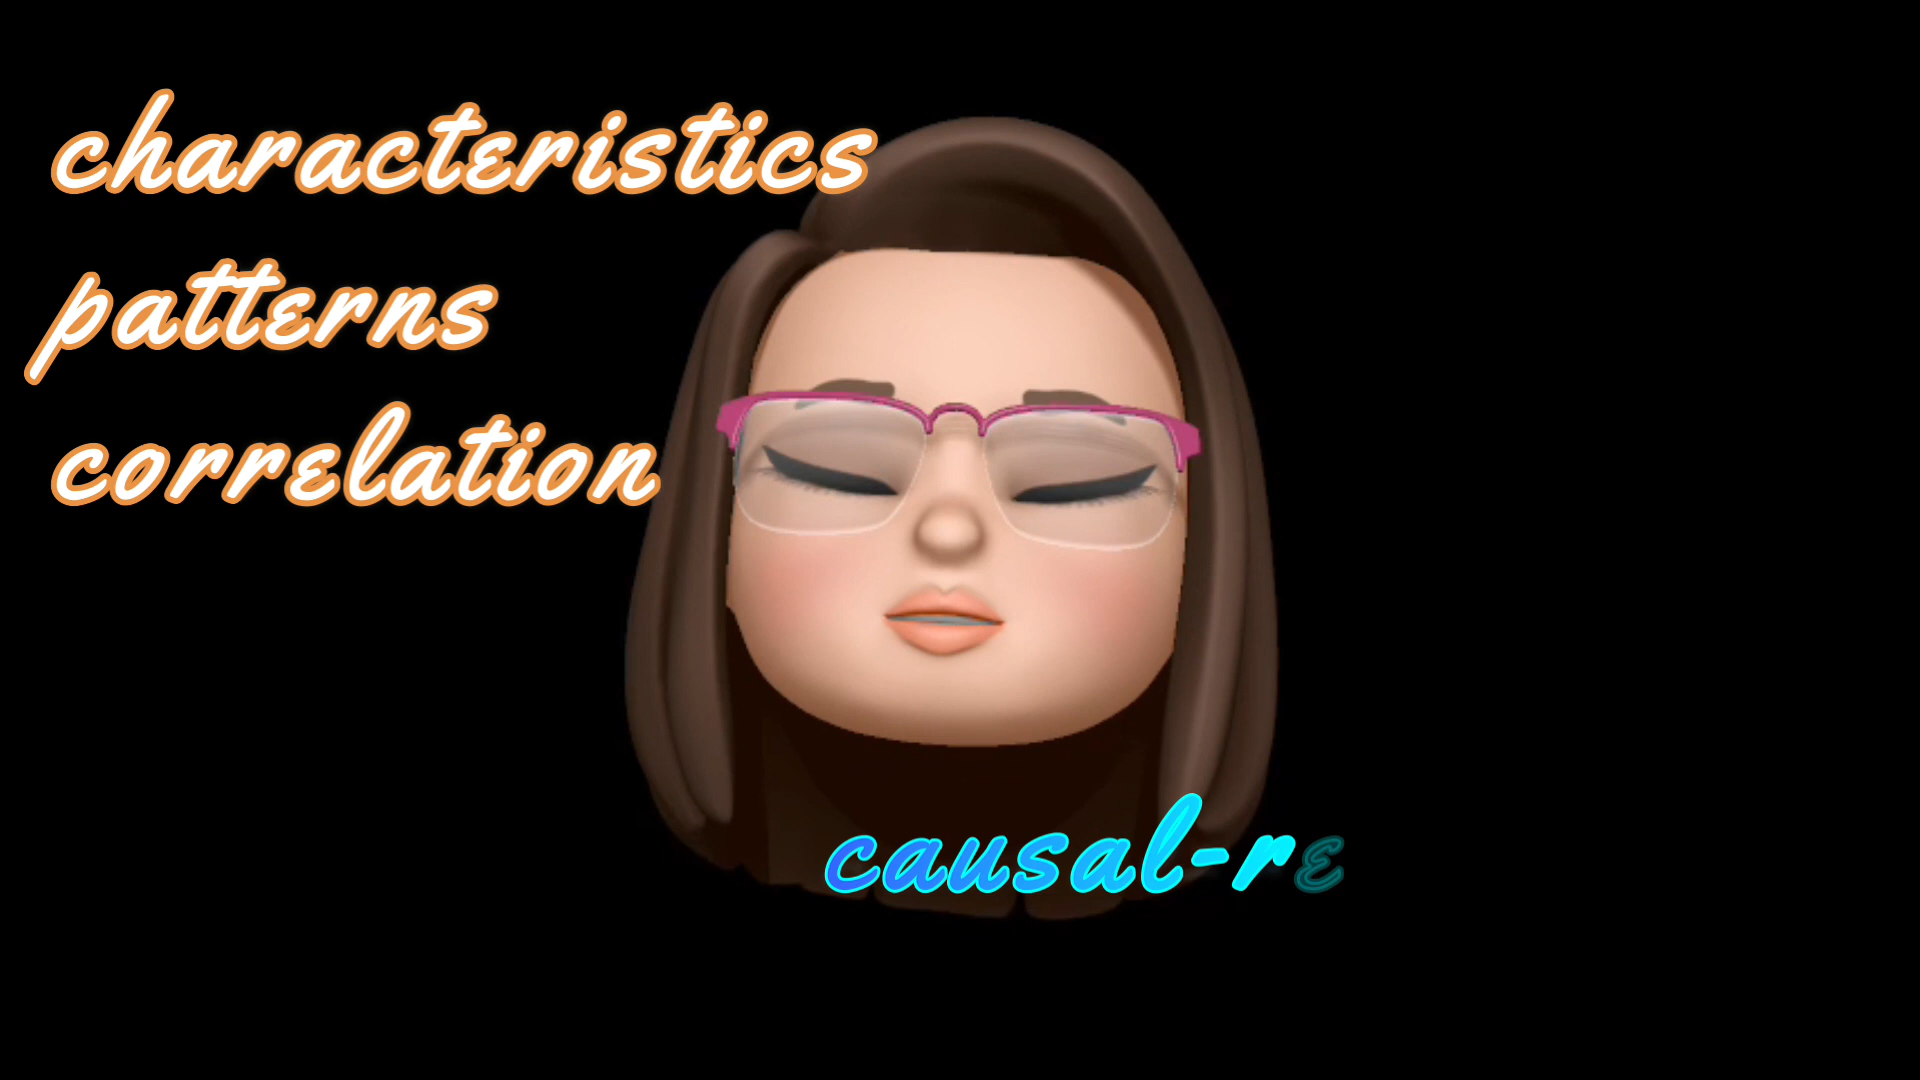 characteristics
patterns
correlation
causal-re